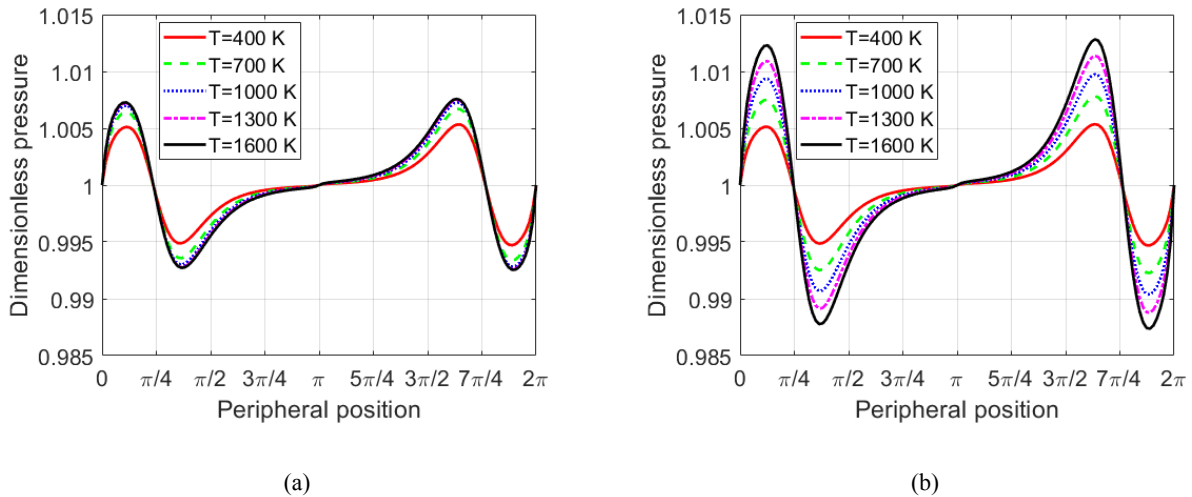 1.015
1.01
1.005
1
0.995
0.99
0.985
Dimensionless pressure
T=400 K
T=700 K
T=1000 K
T=1300 K
T=1600 K
0 π/4 π/2 3π/4 π 5π/4 3π/2 7π/4 2π
Peripheral position
(a)
1.015
1.01
1.005
1
0.995
0.99
0.985
Dimensionless pressure
T=400 K
T=700 K
T=1000 K
T=1300 K
T=1600 K
0 π/4 π/2 3π/4 π 5π/4 3π/2 7π/4 2π
Peripheral position
(b)